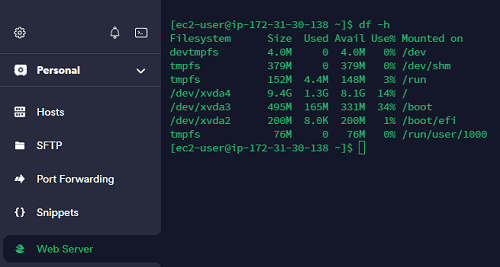 Personal
Hosts
SFTP
Port Forwarding
Snippets
Web Server
[ec2-user@ip-172-31-30-138 ~]$ df -h
Filesystem      Size  Used Avail Use% Mounted on
devtmpfs        4.0M     0  4.0M   0% /dev
tmpfs           379M     0  379M   0% /dev/shm
tmpfs           152M  4.4M  148M   3% /run
/dev/xvda4      9.4G  1.3G  8.1G  14% /
/dev/xvda3      495M  165M  331M  34% /boot
/dev/xvda2      200M  8.0K  200M   1% /boot/efi
tmpfs            76M     0   76M   0% /run/user/1000
[ec2-user@ip-172-31-30-138 ~]$